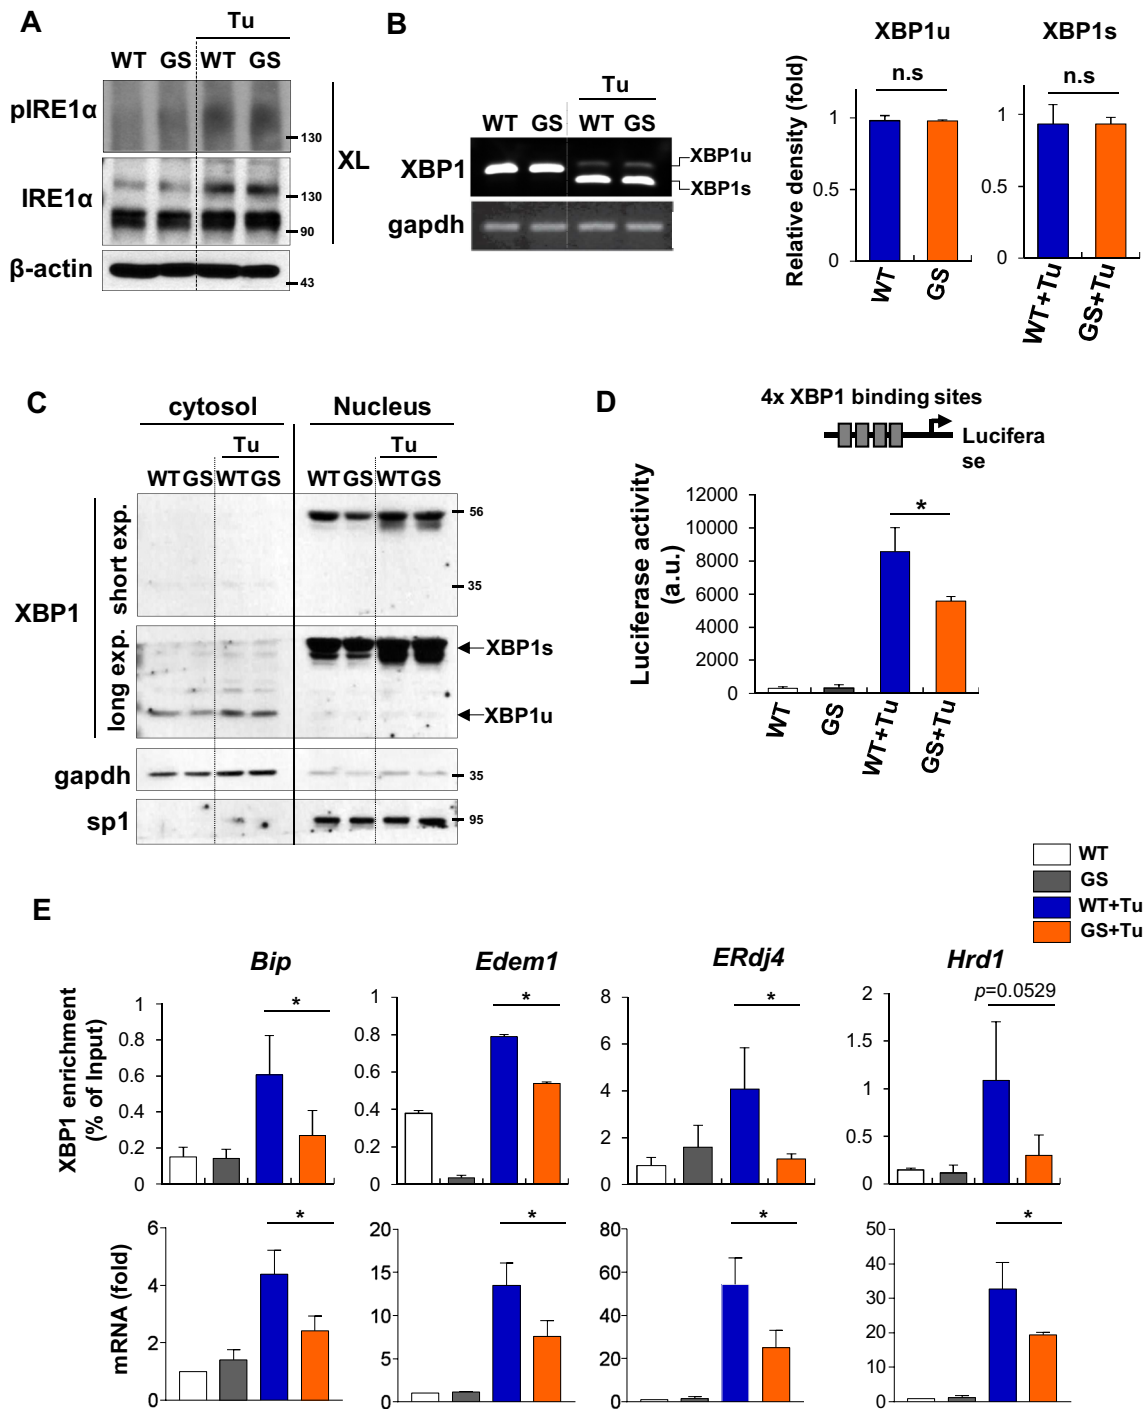 A
Tu
WT GS WT GS
pIRE1α
130
XL
IRE1α
130
90
β-actin
43
B
Tu
WT GS WT GS
XBP1
XBP1u
XBP1s
gapdh
XBP1u
n.s
Relative density (fold)
1
0.5
0
WT
GS
XBP1s
n.s
1
0.5
0
WT+Tu
GS+Tu
C
cytosol
Nucleus
Tu
Tu
WT GS WT GS
WT GS WT GS
XBP1
short exp.
56
35
long exp.
XBP1s
XBP1u
gapdh
35
sp1
95
D
4x XBP1 binding sites
Lucifera
se
Luciferase activity
(a.u.)
12000
10000
8000
6000
4000
2000
0
*
WT
GS
WT+Tu
GS+Tu
WT
GS
WT+Tu
GS+Tu
E
XBP1 enrichment
(% of Input)
Bip
1
0.8
0.6
0.4
0.2
0
*
Edem1
1
0.8
0.6
0.4
0.2
0
*
ERdj4
8
6
4
2
0
*
Hrd1
2
1
0.5
0
p=0.0529
mRNA (fold)
6
4
2
0
*
20
15
10
5
0
*
80
60
40
20
0
*
50
40
30
20
10
0
*